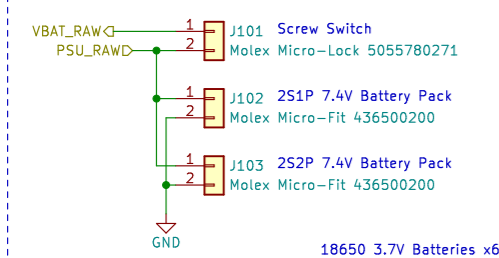 VBAT_RAW 1 J101 Screw Switch
PSU_RAW 2 Molex Micro-Lock 5055780271
1 J102 2S1P 7.4V Battery Pack
2 Molex Micro-Fit 436500200
1 J103 2S2P 7.4V Battery Pack
2 Molex Micro-Fit 436500200
GND
18650 3.7V Batteries x6